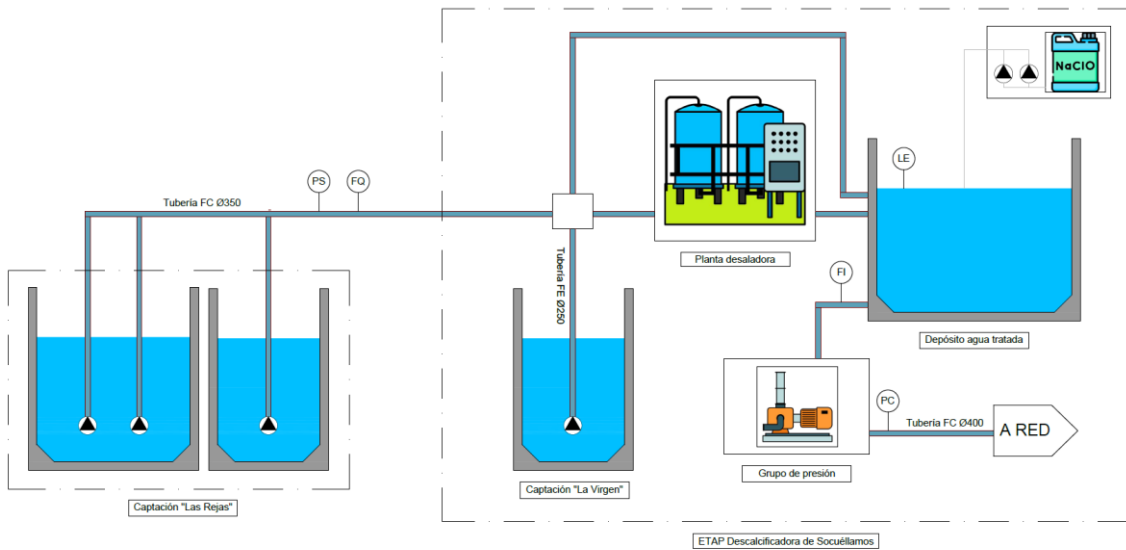 NaClO
LE
PS
FQ
Tubería FC Ø350
Planta desaladora
Tubería FE Ø250
FI
Depósito agua tratada
PC
Tubería FC Ø400
A RED
Grupo de presión
Captación "Las Rejas"
Captación "La Virgen"
ETAP Descalcificadora de Socuéllamos